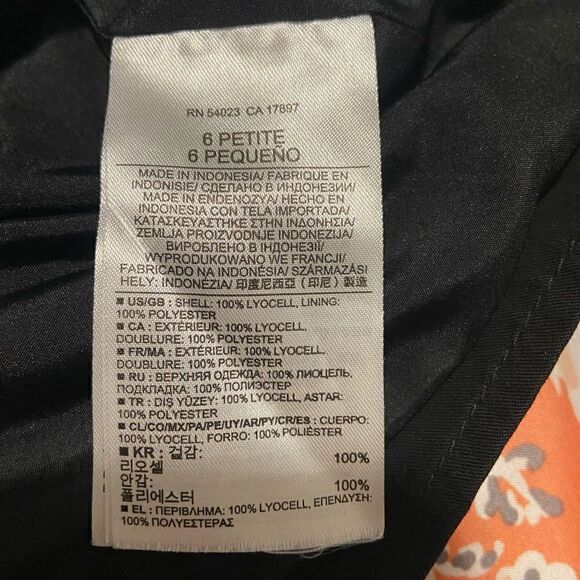 RN 54023 CA 17897
6 PETITE
6 PEQUEÑO
MADE IN INDONESIA/ FABRIQUE EN
INDONISIE/ СДЕЛАНО В ИНДОНЕЗИИ/
MADE IN ENDENOZYA/ HECHO EN
INDONESIA CON TELA IMPORTADA/
ΚΑΤΑΣΚΕΥΑΣΤΗΚΕ ΣΤΗΝ ΙΝΔΟΝΗΣΙΑ/
ZEMLJA PROIZVODNJE INDONEZIJA/
ВИРОБЛЕНО В ІНДОНЕЗІЇ/
WYPRODUKOWANO WE FRANCJI/
FABRICADO NA INDONÉSIA/ SZÁRMAZÁSI
HELY: INDONÉZIA/ 印度尼西亞 (印尼) 製造
■ US/GB : SHELL: 100% LYOCELL, LINING:
100% POLYESTER
■ CA : EXTÉRIEUR: 100% LYOCELL,
DOUBLURE: 100% POLYESTER
■ FR/MA : EXTÉRIEUR: 100% LYOCELL,
DOUBLURE: 100% POLYESTER
■ RU : ВЕРХНЯЯ ОДЕЖДА: 100% ЛИОЦЕЛЬ,
ПОДКЛАДКА: 100% ПОЛИЭСТЕР
■ TR : DIŞ YÜZEY: 100% LYOCELL, ASTAR:
100% POLYESTER
■ CL/CO/MX/PA/PE/UY/AR/PY/CR/ES : CUERPO:
100% LYOCELL, FORRO: 100% POLIÉSTER
■ KR : 겉감:
리오셀 100%
안감:
폴리에스터 100%
■ EL : ΠΕΡΙΒΛΗΜΑ: 100% LYOCELL, ΕΠΕΝΔΥΣΗ:
100% ΠΟΛΥΕΣΤΕΡΑΣ